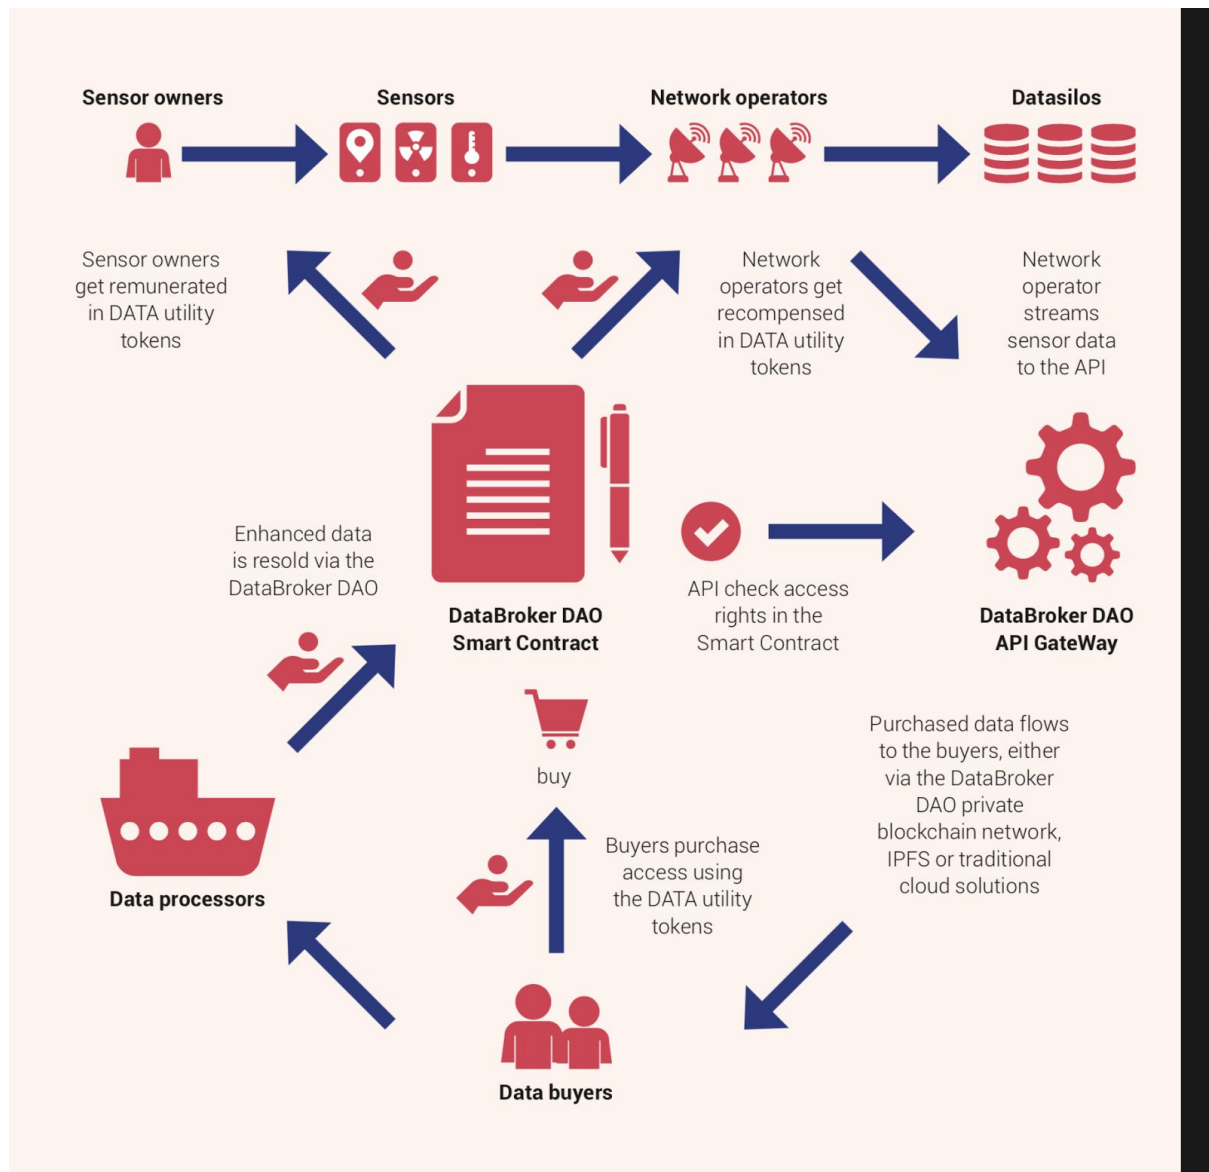 Sensor owners
Sensors
Network operators
Datasilos
Sensor owners
get remunerated
in DATA utility
tokens
Network
operators get
recompensed
in DATA utility
tokens
Network
operator
streams
sensor data
to the API
Enhanced data
is resold via the
DataBroker DAO
DataBroker DAO
Smart Contract
API check access
rights in the
Smart Contract
DataBroker DAO
API GateWay
buy
Purchased data flows
to the buyers, either
via the DataBroker
DAO private
blockchain network,
IPFS or traditional
cloud solutions
Buyers purchase
access using
the DATA utility
tokens
Data processors
Data buyers